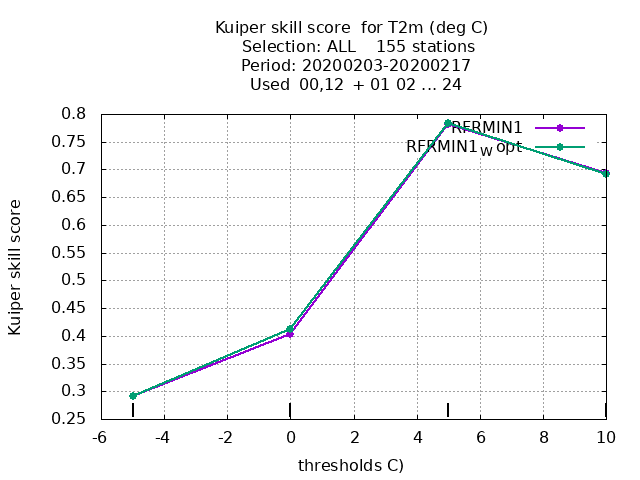 Kuiper skill score  for T2m (deg C)
Selection: ALL    155 stations
Period: 20200203-20200217
Used  00,12  + 01 02 ... 24
RFRMIN1
RFRMIN1w opt
0.8
0.75
0.7
0.65
0.6
0.55
0.5
0.45
0.4
0.35
0.3
0.25
Kuiper skill score
-6 -4 -2 0 2 4 6 8 10
thresholds C)